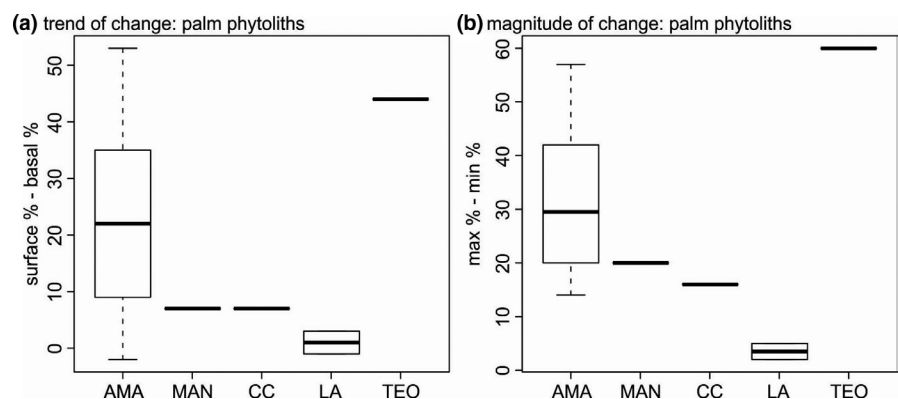 (a) trend of change: palm phytoliths
surface % - basal %
40
30
20
10
0
AMA MAN CC LA TEO
(b) magnitude of change: palm phytoliths
max % - min %
60
50
40
30
20
10
0
AMA MAN CC LA TEO